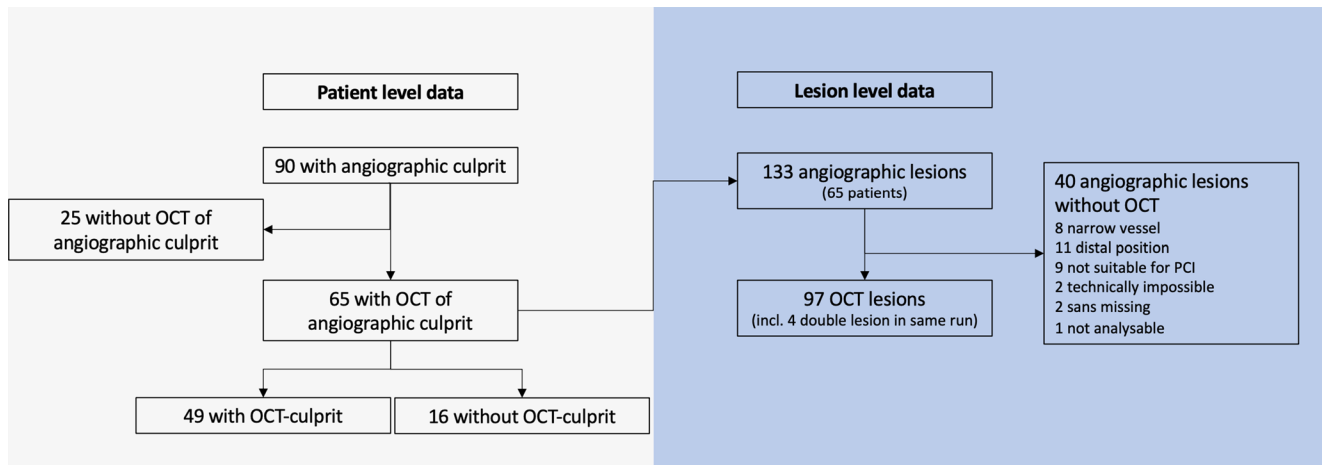 Patient level data
90 with angiographic culprit
25 without OCT of
angiographic culprit
65 with OCT of
angiographic culprit
49 with OCT-culprit
16 without OCT-culprit
Lesion level data
133 angiographic lesions
(65 patients)
40 angiographic lesions
without OCT
8 narrow vessel
11 distal position
9 not suitable for PCI
2 technically impossible
2 sans missing
1 not analysable
97 OCT lesions
(incl. 4 double lesion in same run)